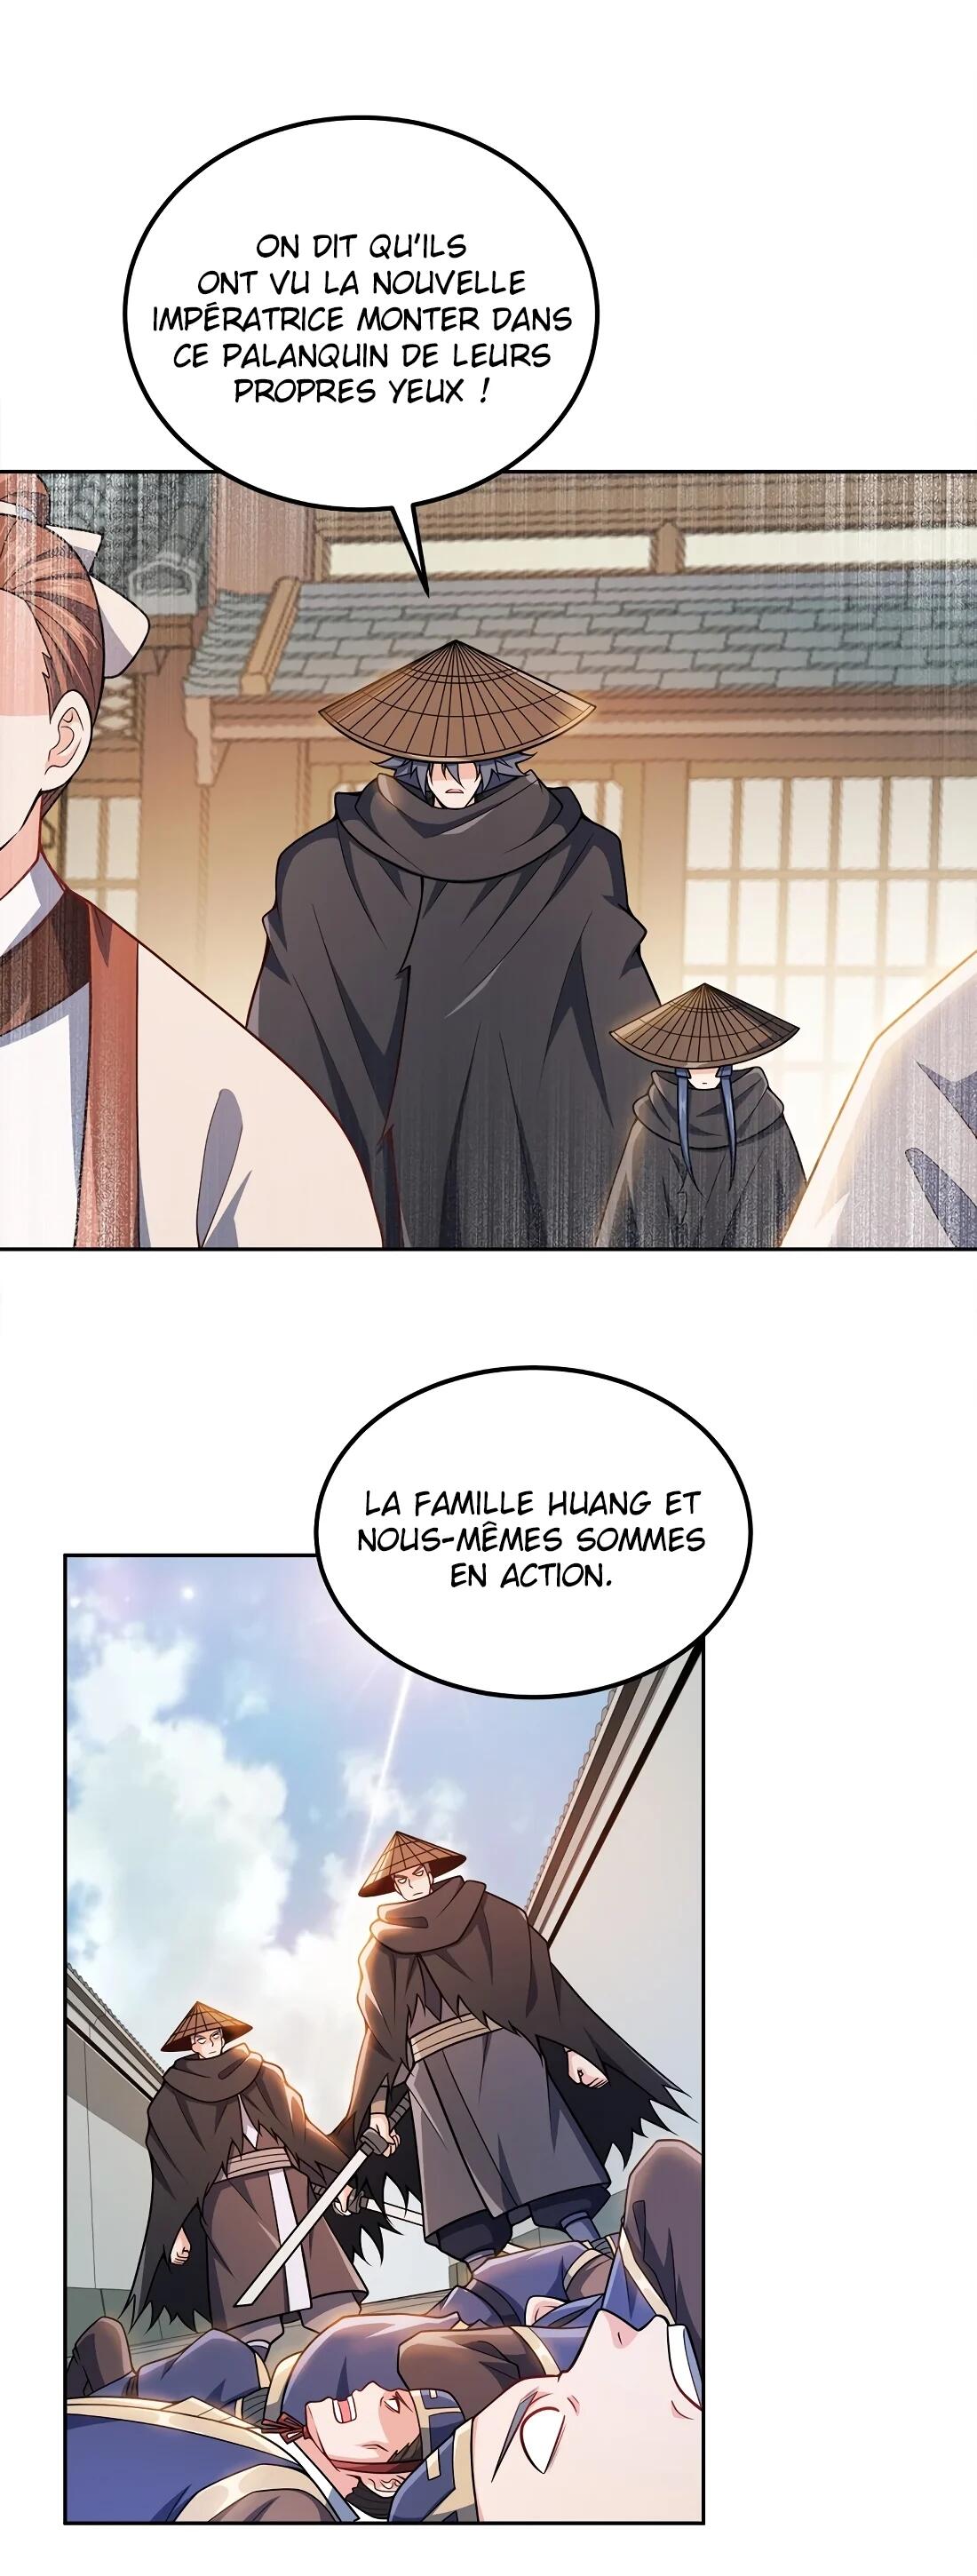 ON DIT QU'ILS
ONT VU LA NOUVELLE
IMPÉRATRICE MONTER DANS
CE PALANQUIN DE LEURS
PROPRES YEUX !
LA FAMILLE HUANG ET
NOUS-MÊMES SOMMES
EN ACTION.